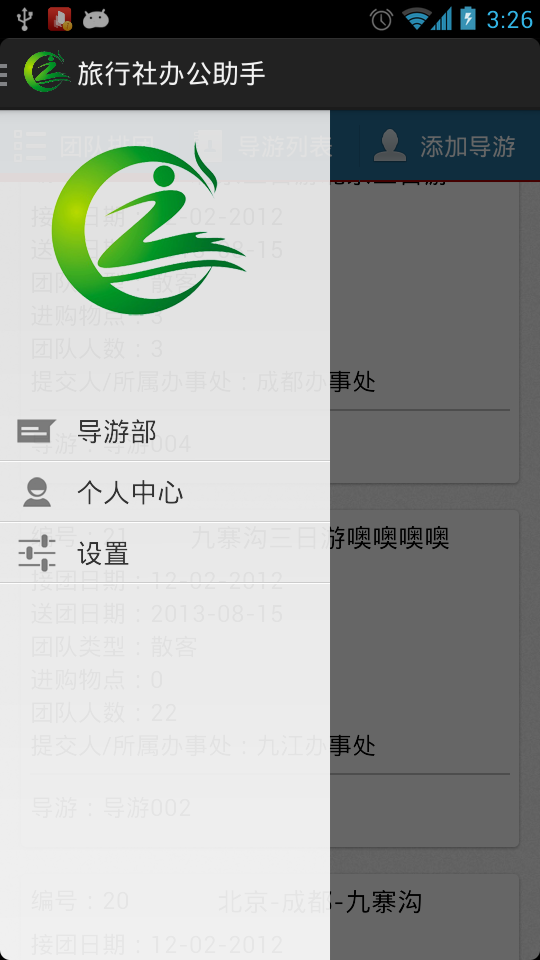 3:26
旅行社办公助手
团队 导游列表 添加导游
接团日期：12-02-2012
送团日期：2013-08-15
团队类型：散客
进购物点：3
团队人数：3
提交人/所属办事处：成都办事处
导游部
导游：导游004
个人中心
编号：21 九寨沟三日游噢噢噢噢
设置
接团日期：12-02-2012
送团日期：2013-08-15
团队类型：散客
进购物点：0
团队人数：22
提交人/所属办事处：九江办事处
导游：导游002
编号：20 北京-成都-九寨沟
接团日期：12-02-2012